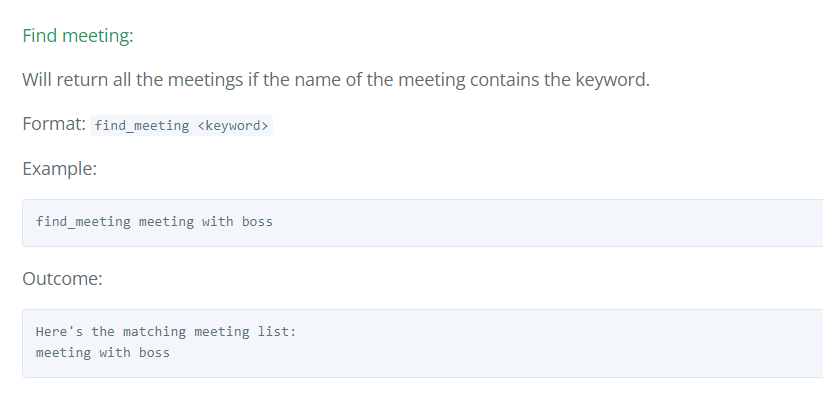 Find meeting:
Will return all the meetings if the name of the meeting contains the keyword.
Format: find_meeting <keyword>
Example:
find_meeting meeting with boss
Outcome:
Here's the matching meeting list:
meeting with boss